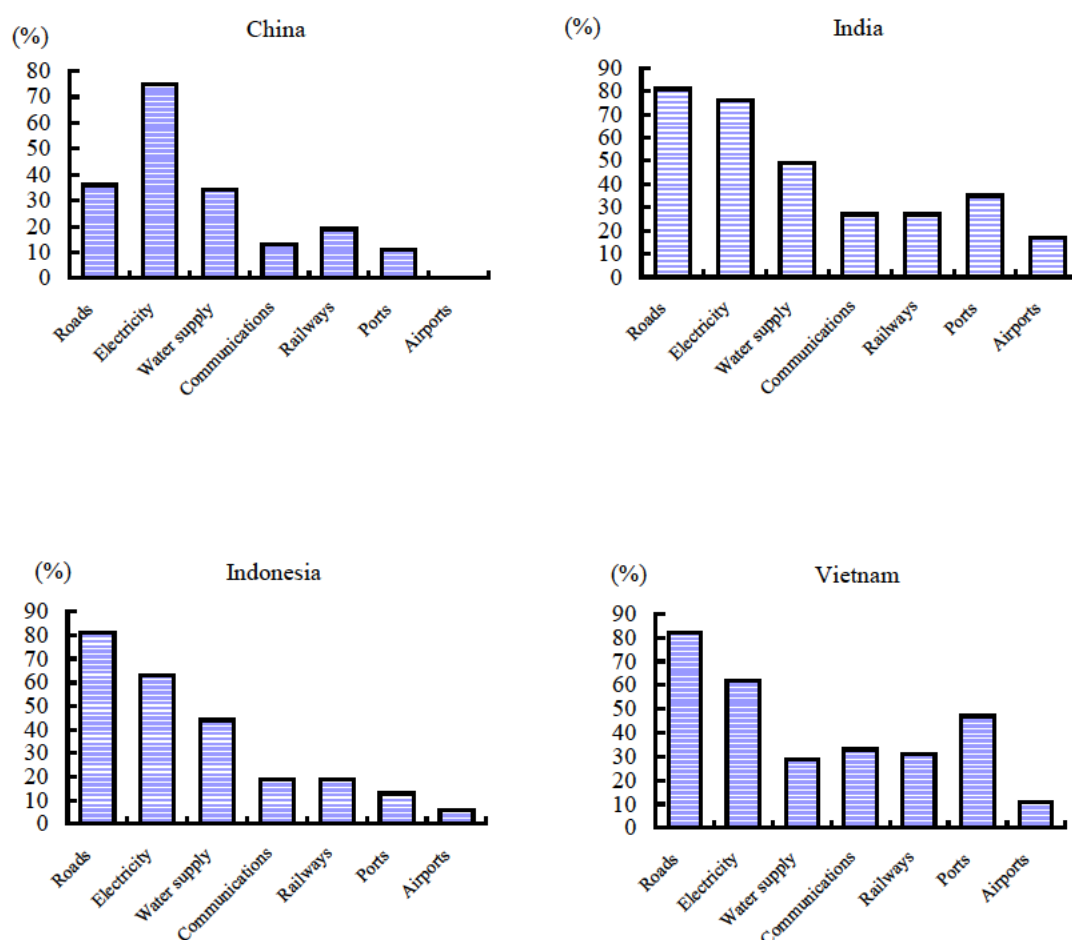 China
(%)
80
70
60
50
40
30
20
10
0
Roads
Electricity
Water supply
Communications
Railways
Ports
Airports
India
(%)
90
80
70
60
50
40
30
20
10
0
Roads
Electricity
Water supply
Communications
Railways
Ports
Airports
Indonesia
(%)
90
80
70
60
50
40
30
20
10
0
Roads
Electricity
Water supply
Communications
Railways
Ports
Airports
Vietnam
(%)
90
80
70
60
50
40
30
20
10
0
Roads
Electricity
Water supply
Communications
Railways
Ports
Airports